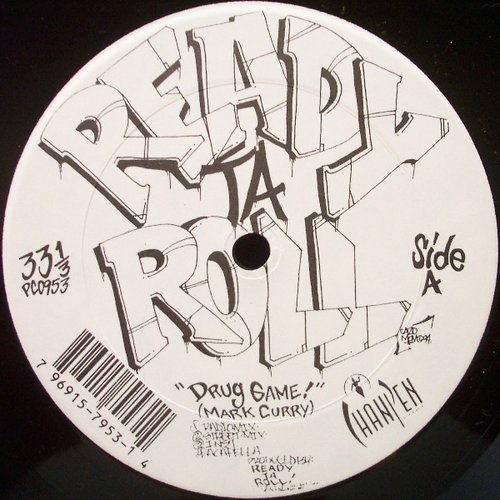 READY
TA
ROLL
33 1/3
PC0953
Side
A
7 96915-7953-1 4
"DRUG GAME!"
(MARK CURRY)
RADIO MIX
STREET MIX
INST
ACAPELLA
PRODUCED BY:
READY
TA
ROLL!